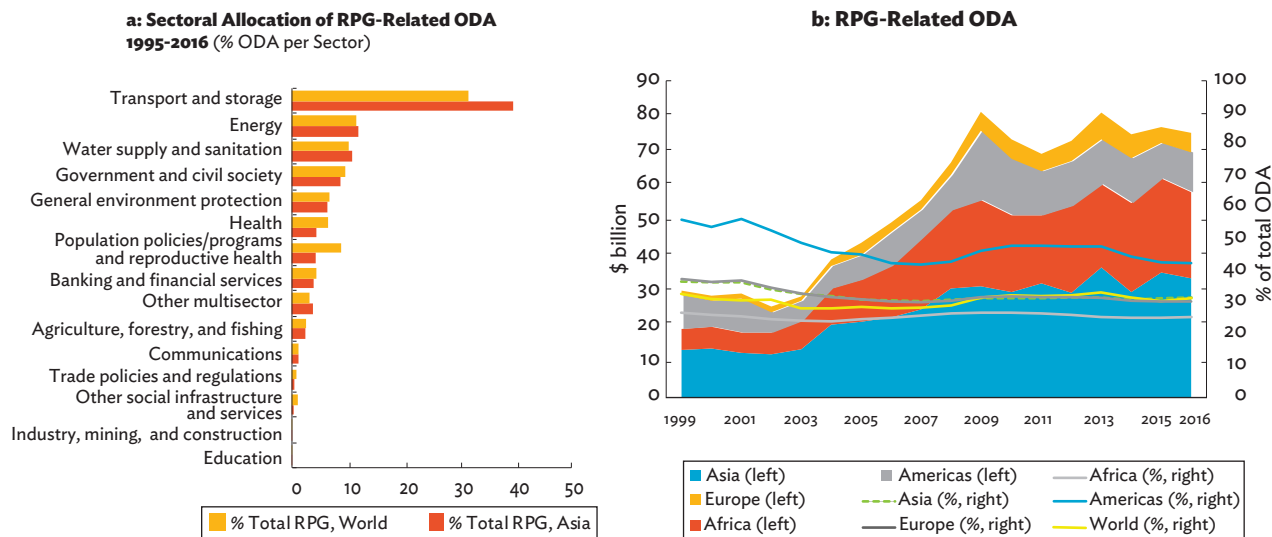 a: Sectoral Allocation of RPG-Related ODA
1995-2016 (% ODA per Sector)
Transport and storage
Energy
Water supply and sanitation
Government and civil society
General environment protection
Health
Population policies/programs
and reproductive health
Banking and financial services
Other multisector
Agriculture, forestry, and fishing
Communications
Trade policies and regulations
Other social infrastructure
and services
Industry, mining, and construction
Education
0 10 20 30 40 50
% Total RPG, World % Total RPG, Asia
b: RPG-Related ODA
$ billion
90
80
70
60
50
40
30
20
10
0
100
90
80
70
60
50
40
30
20
10
0
% of total ODA
1999 2001 2003 2005 2007 2009 2011 2013 2015 2016
Asia (left) Americas (left) Africa (%, right)
Europe (left) Asia (%, right) Americas (%, right)
Africa (left) Europe (%, right) World (%, right)